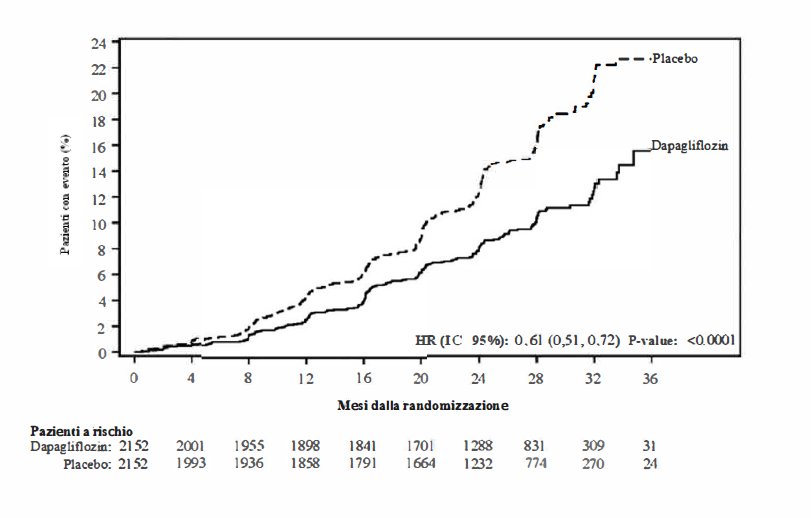 24
22
20
18
16
14
12
10
8
6
4
2
0
Pazienti con evento (%)
Placebo
Dapagliflozin
HR (IC 95%): 0.61 (0,51, 0.72) P-value: <0.0001
0 4 8 12 16 20 24 28 32 36
Mesi dalla randomizzazione
Pazienti a rischio
Dapagliflozin: 2152 2001 1955 1898 1841 1701 1288 831 309 31
Placebo: 2152 1993 1936 1858 1791 1664 1232 774 270 24